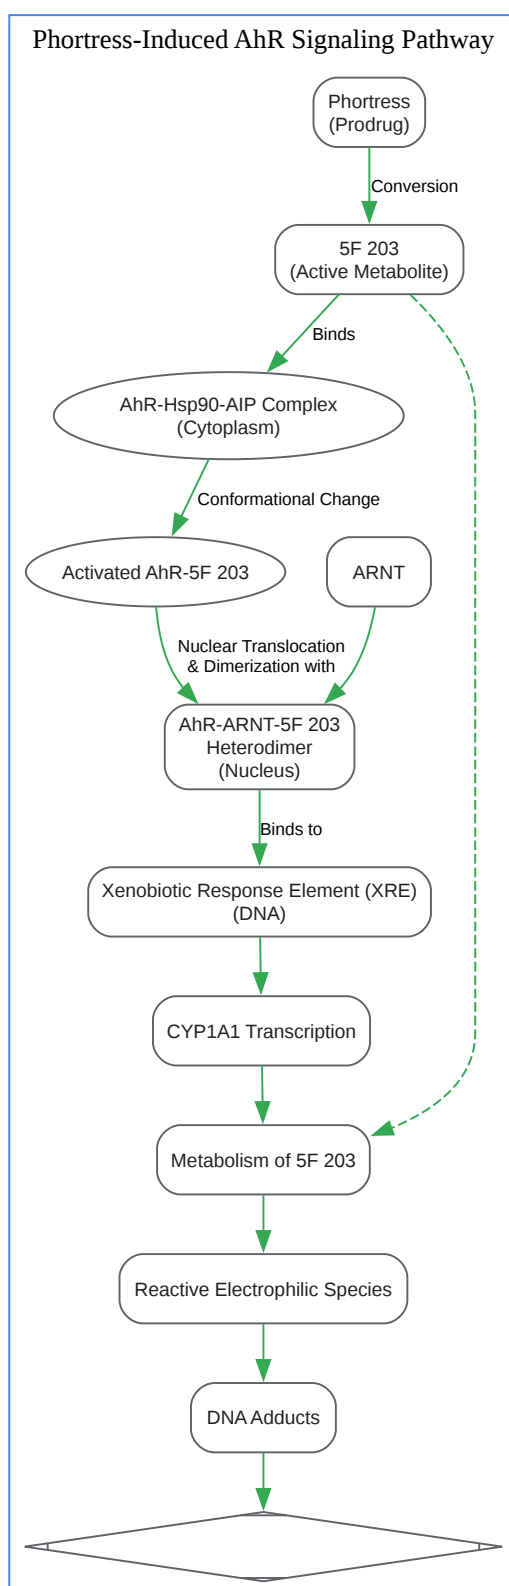 Phortress-Induced AhR Signaling Pathway
Phortress
(Prodrug)
Conversion
5F 203
(Active Metabolite)
Binds
AhR-Hsp90-AIP Complex
(Cytoplasm)
Conformational Change
Activated AhR-5F 203
ARNT
Nuclear Translocation
& Dimerization with
AhR-ARNT-5F 203
Heterodimer
(Nucleus)
Binds to
Xenobiotic Response Element (XRE)
(DNA)
CYP1A1 Transcription
Metabolism of 5F 203
Reactive Electrophilic Species
DNA Adducts